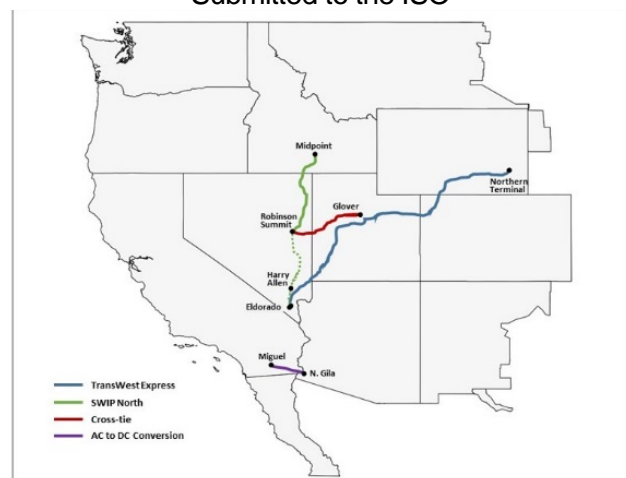 Submitted to the ISO
Midpoint
Northern
Terminal
Glover
Robinson
Summit
Harry
Allen
Eldorado
Miguel
N. Gila
TransWest Express
SWIP North
Cross-tie
AC to DC Conversion